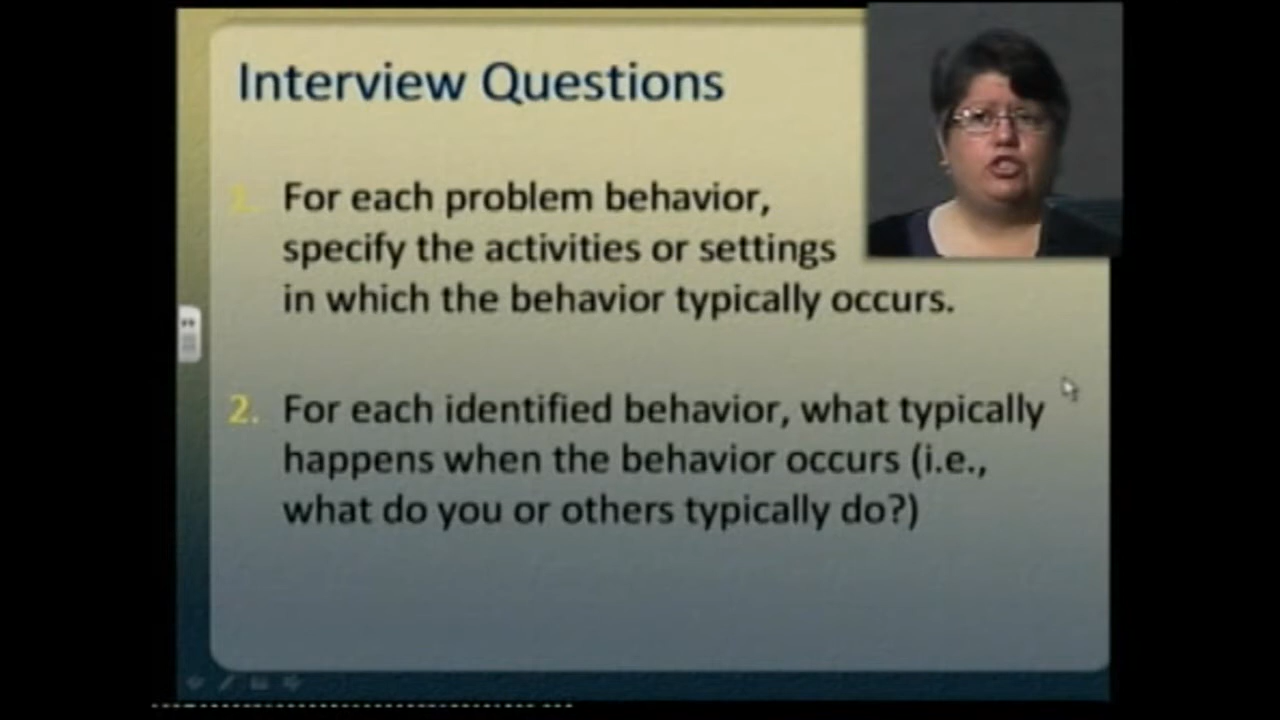 Interview Questions
1. For each problem behavior,
specify the activities or settings
in which the behavior typically occurs.
2. For each identified behavior, what typically
happens when the behavior occurs (i.e.,
what do you or others typically do?)